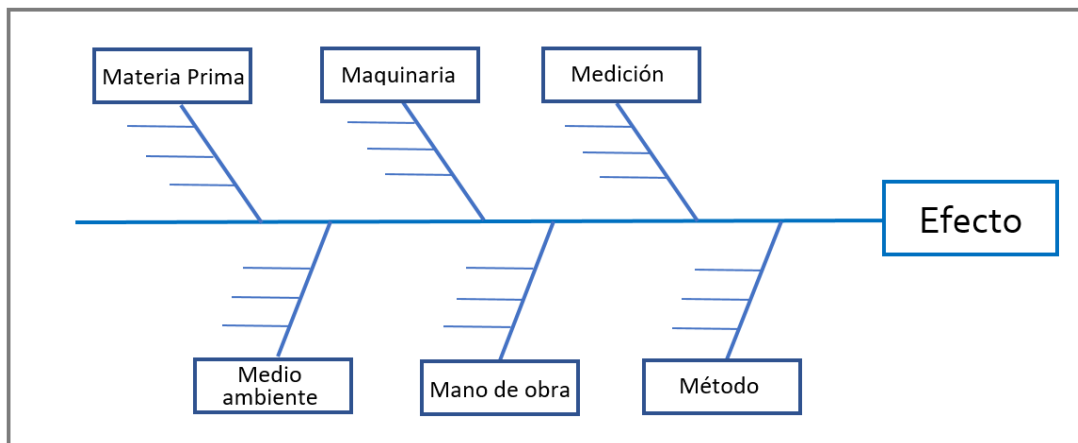 Materia Prima
Maquinaria
Medición
Efecto
Medio
ambiente
Mano de obra
Método